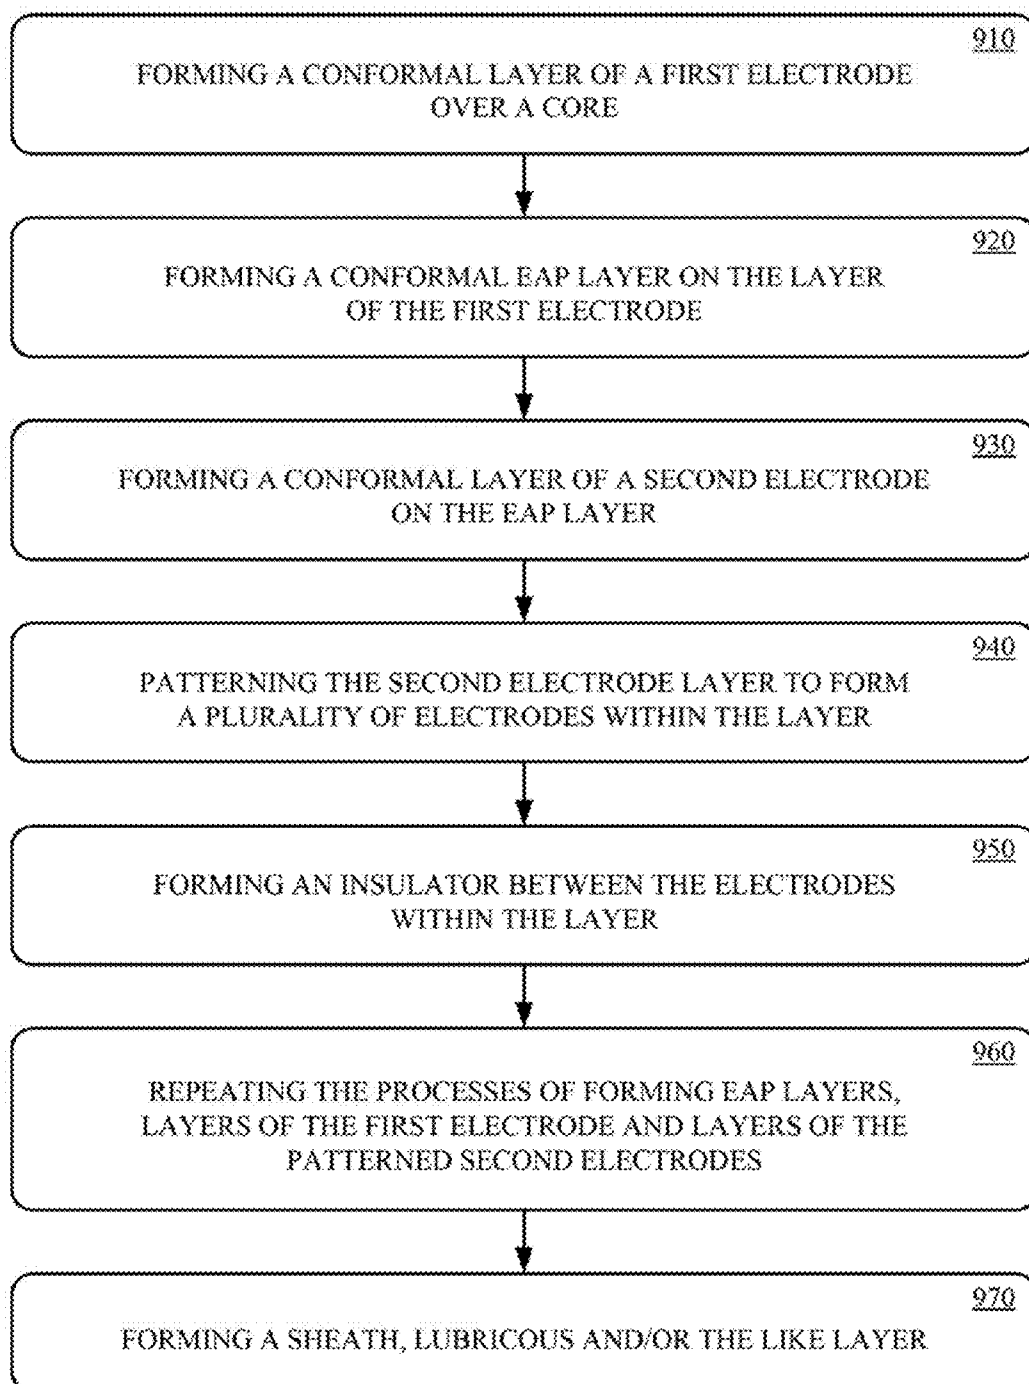 910
FORMING A CONFORMAL LAYER OF A FIRST ELECTRODE
OVER A CORE
920
FORMING A CONFORMAL EAP LAYER ON THE LAYER
OF THE FIRST ELECTRODE
930
FORMING A CONFORMAL LAYER OF A SECOND ELECTRODE
ON THE EAP LAYER
940
PATTERNING THE SECOND ELECTRODE LAYER TO FORM
A PLURALITY OF ELECTRODES WITHIN THE LAYER
950
FORMING AN INSULATOR BETWEEN THE ELECTRODES
WITHIN THE LAYER
960
REPEATING THE PROCESSES OF FORMING EAP LAYERS,
LAYERS OF THE FIRST ELECTRODE AND LAYERS OF THE
PATTERNED SECOND ELECTRODES
970
FORMING A SHEATH, LUBRICOUS AND/OR THE LIKE LAYER